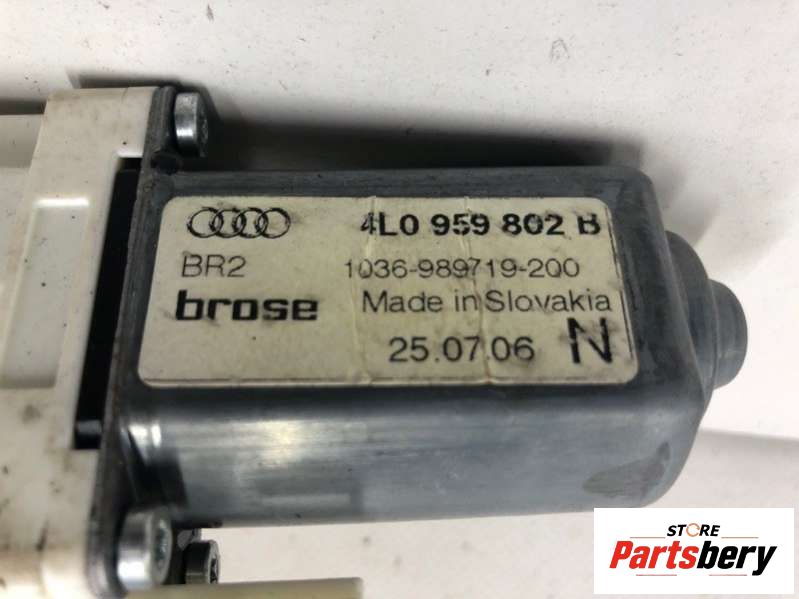 4L0 959 802 B
BR2 1036-989719-200
brose Made in Slovakia
25.07.06 N
STORE
Partsbery